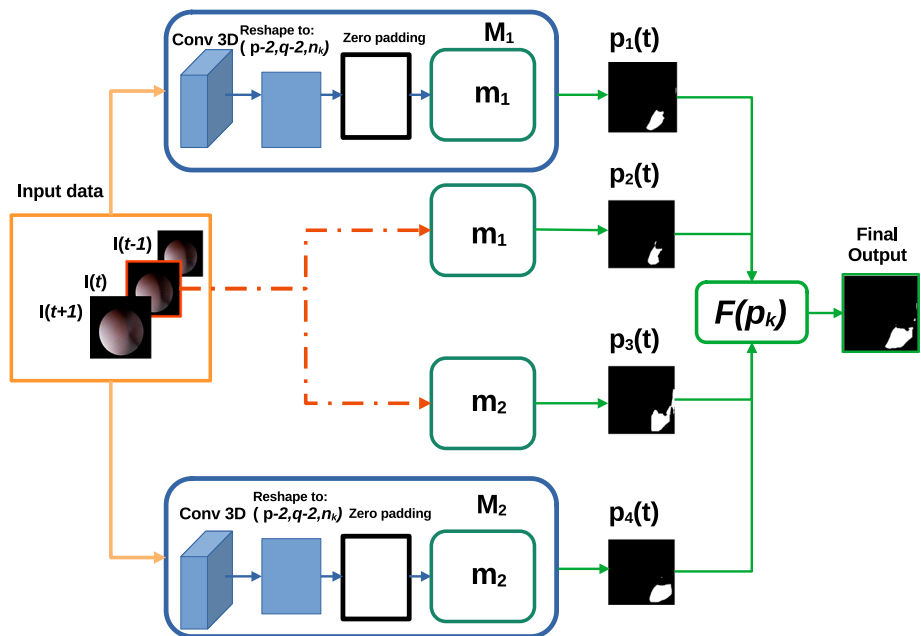 Conv 3D
Reshape to:
( p-2,q-2,nₖ)
Zero padding
M₁
m₁
p₁(t)
Input data
I(t-1)
I(t)
I(t+1)
m₁
p₂(t)
Final
Output
F(pₖ)
m₂
p₃(t)
Conv 3D
Reshape to:
( p-2,q-2,nₖ)
Zero padding
M₂
m₂
p₄(t)